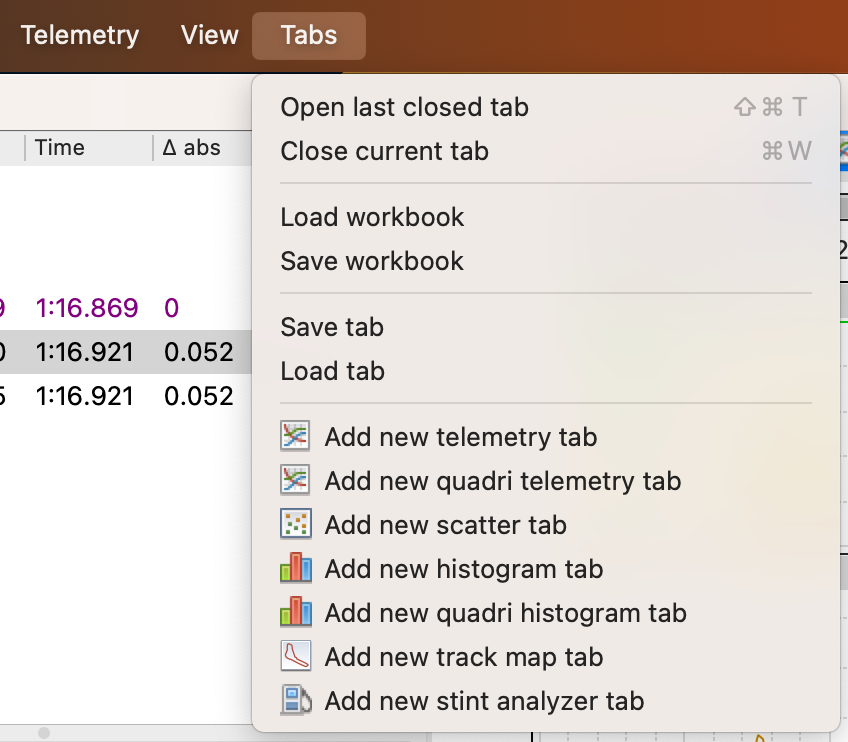 Telemetry View Tabs
Time Δ abs
1:16.869 0
1:16.921 0.052
1:16.921 0.052
Open last closed tab ⇧⌘ T
Close current tab ⌘W
Load workbook
Save workbook
Save tab
Load tab
Add new telemetry tab
Add new quadri telemetry tab
Add new scatter tab
Add new histogram tab
Add new quadri histogram tab
Add new track map tab
Add new stint analyzer tab